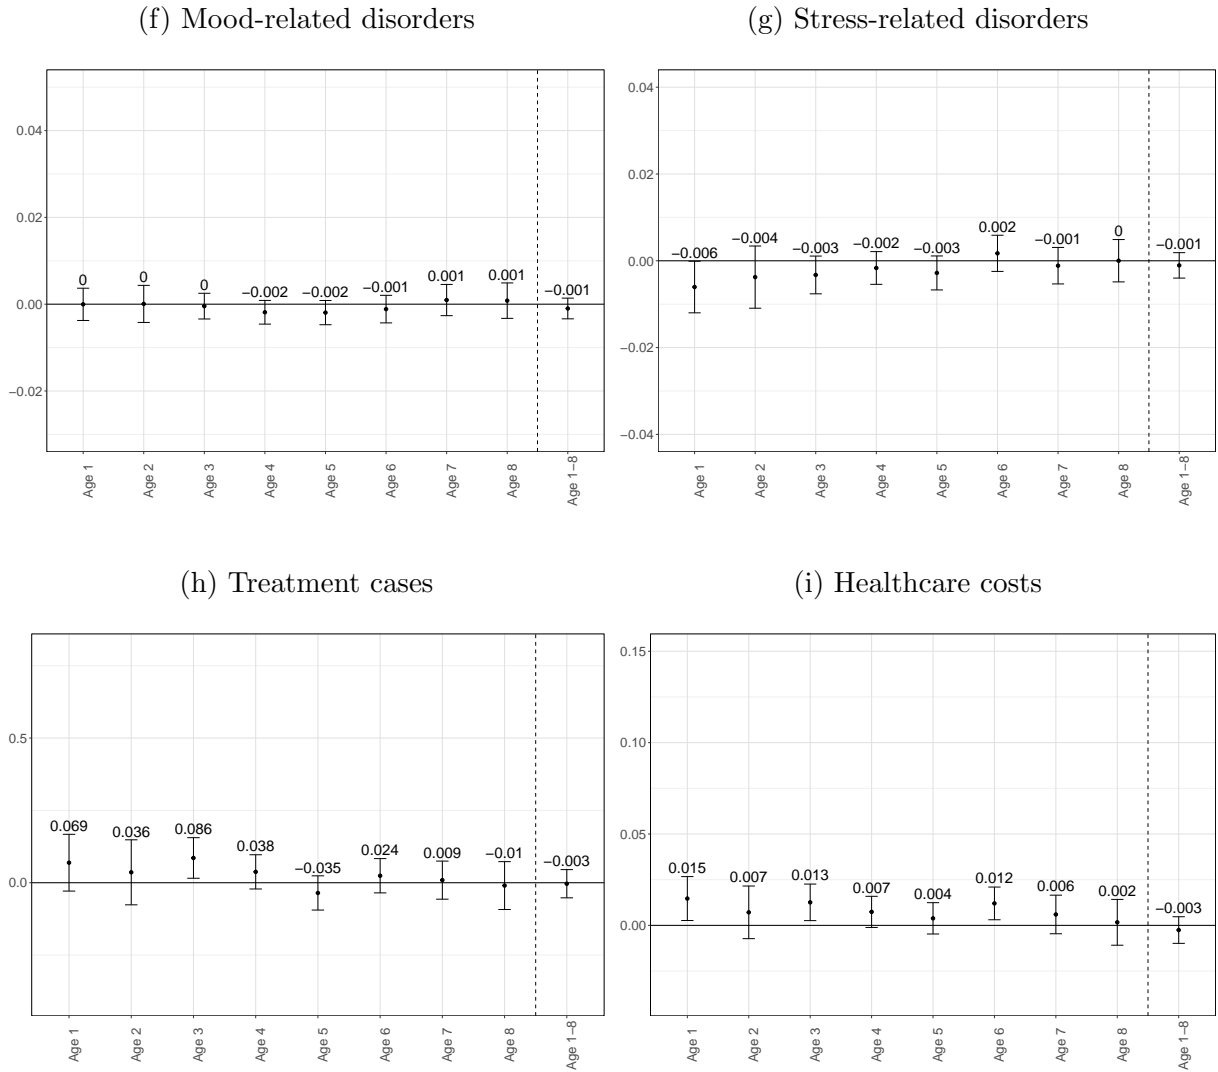 (f) Mood-related disorders
0.04
0.02
0.00
−0.02
0
0
0
−0.002
−0.002
−0.001
0.001
0.001
−0.001
Age 1
Age 2
Age 3
Age 4
Age 5
Age 6
Age 7
Age 8
Age 1−8
(g) Stress-related disorders
0.04
0.02
0.00
−0.02
−0.04
−0.006
−0.004
−0.003
−0.002
−0.003
0.002
−0.001
0
−0.001
Age 1
Age 2
Age 3
Age 4
Age 5
Age 6
Age 7
Age 8
Age 1−8
(h) Treatment cases
0.5
0.0
0.069
0.036
0.086
0.038
−0.035
0.024
0.009
−0.01
−0.003
Age 1
Age 2
Age 3
Age 4
Age 5
Age 6
Age 7
Age 8
Age 1−8
(i) Healthcare costs
0.15
0.10
0.05
0.00
0.015
0.007
0.013
0.007
0.004
0.012
0.006
0.002
−0.003
Age 1
Age 2
Age 3
Age 4
Age 5
Age 6
Age 7
Age 8
Age 1−8